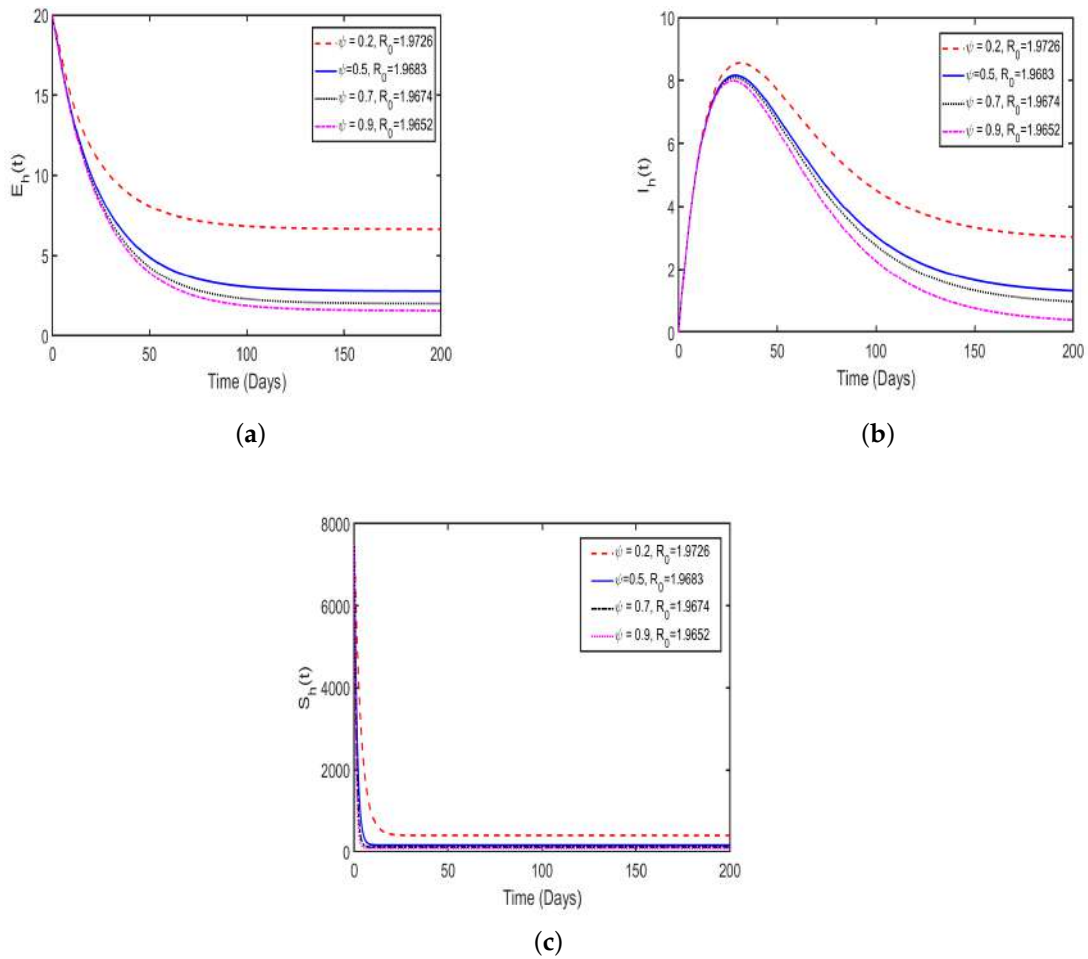 20
15
10
5
0
E_h(t)
0 50 100 150 200
Time (Days)
ψ = 0.2, R_0=1.9726
ψ=0.5, R_0=1.9683
ψ = 0.7, R_0=1.9674
ψ = 0.9, R_0=1.9652
(a)
10
8
6
4
2
0
I_h(t)
0 50 100 150 200
Time (Days)
ψ = 0.2, R_0=1.9726
ψ=0.5, R_0=1.9683
ψ = 0.7, R_0=1.9674
ψ = 0.9, R_0=1.9652
(b)
8000
6000
4000
2000
0
S_h(t)
0 50 100 150 200
Time (Days)
ψ = 0.2, R_0=1.9726
ψ=0.5, R_0=1.9683
ψ = 0.7, R_0=1.9674
ψ = 0.9, R_0=1.9652
(c)